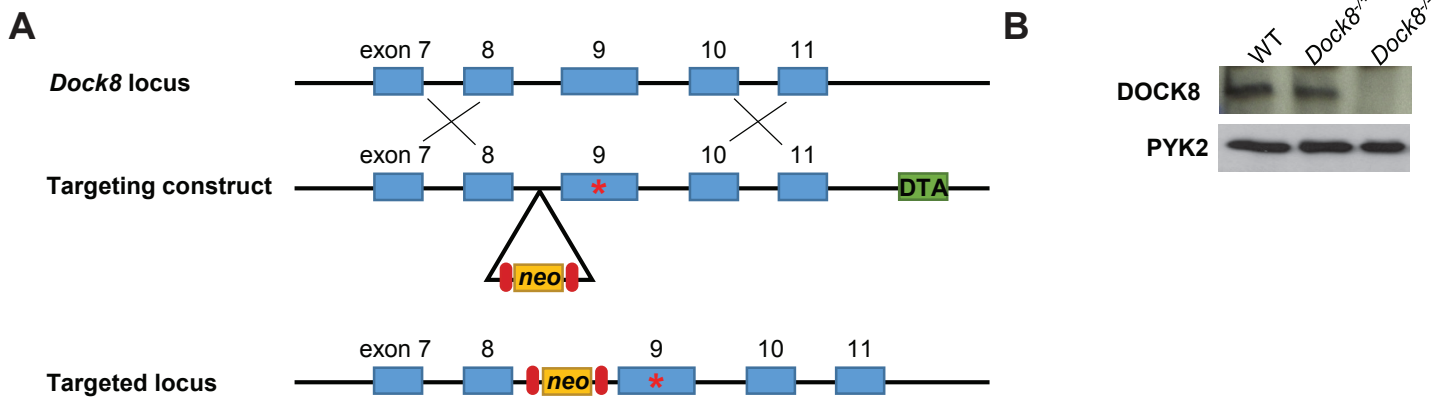 A
exon 7 8 9 10 11
Dock8 locus
exon 7 8 9 10 11
Targeting construct
*
DTA
neo
exon 7 8 9 10 11
Targeted locus
neo
*
B
WT
DOCK8
PYK2